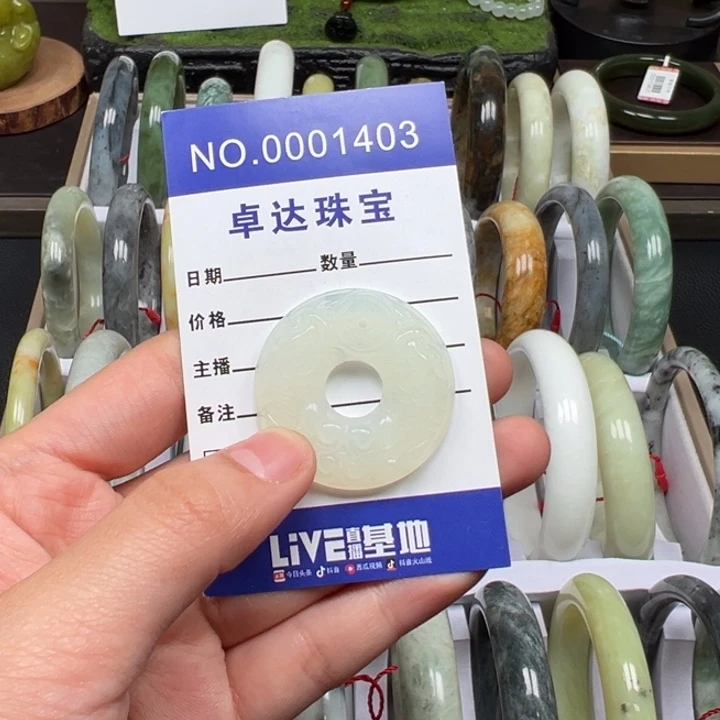 NO.0001403
卓达珠宝
日期 数量
价格
主播
备注
LiVE直播基地
今日头条 抖音 西瓜视频 抖音火山版